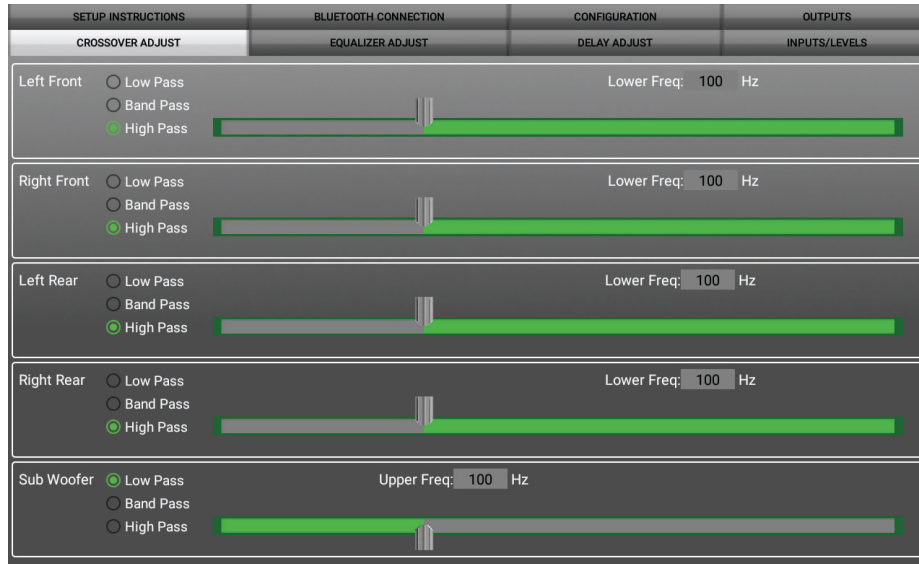 SETUP INSTRUCTIONS BLUETOOTH CONNECTION CONFIGURATION OUTPUTS
CROSSOVER ADJUST EQUALIZER ADJUST DELAY ADJUST INPUTS/LEVELS
Left Front Low Pass Lower Freq: 100 Hz
Band Pass
High Pass
Right Front Low Pass Lower Freq: 100 Hz
Band Pass
High Pass
Left Rear Low Pass Lower Freq: 100 Hz
Band Pass
High Pass
Right Rear Low Pass Lower Freq: 100 Hz
Band Pass
High Pass
Sub Woofer Low Pass Upper Freq: 100 Hz
Band Pass
High Pass